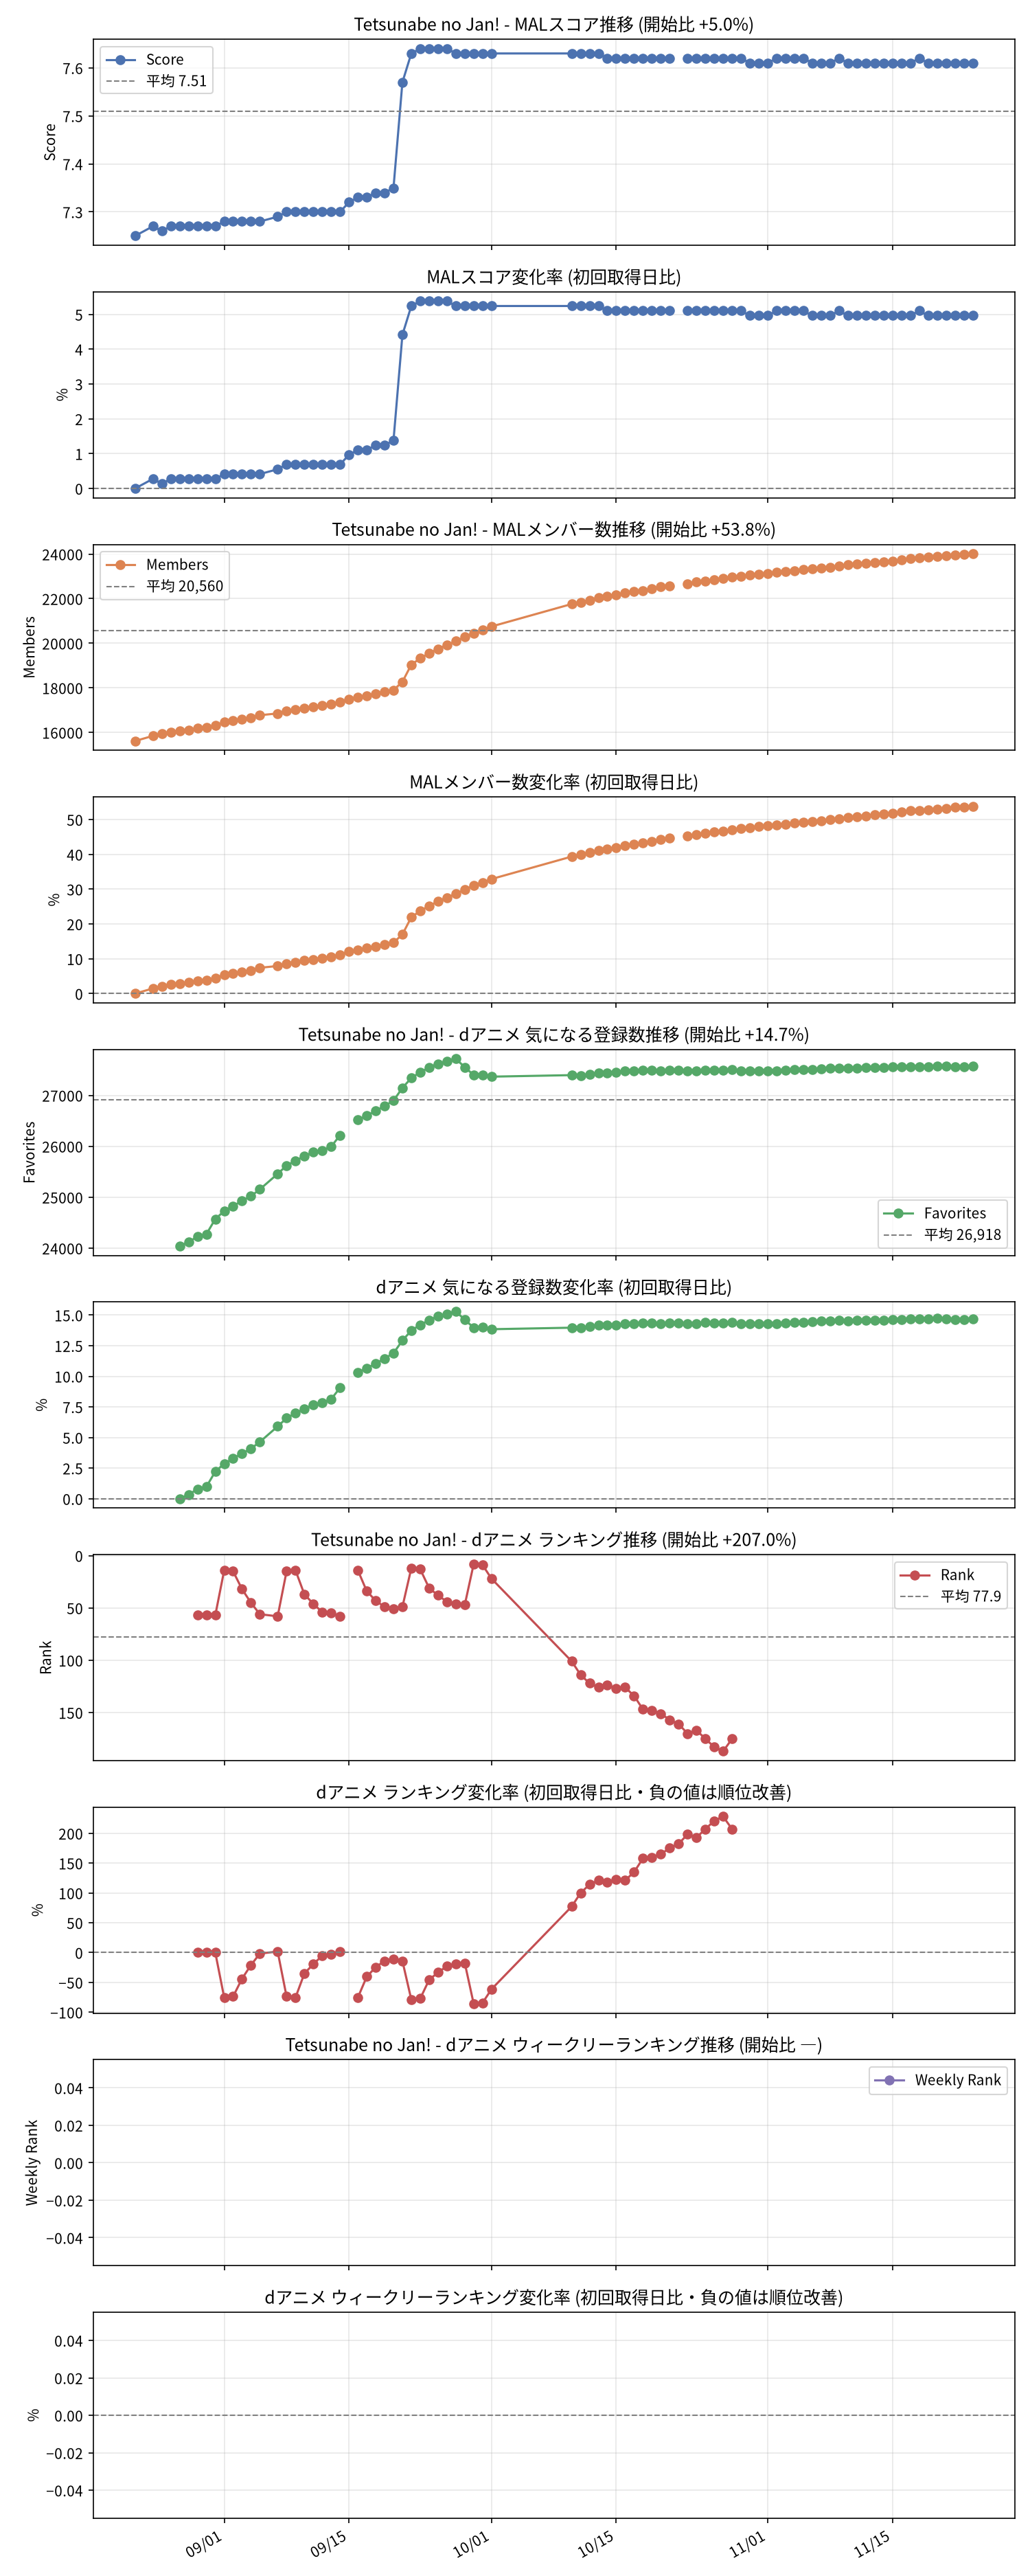 Tetsunabe no Jan! - MALスコア推移 (開始比 +5.0%)
Score
平均 7.51
7.6
7.5
7.4
7.3
Score
MALスコア変化率 (初回取得日比)
5
4
3
2
1
0
%
Tetsunabe no Jan! - MALメンバー数推移 (開始比 +53.8%)
Members
平均 20,560
24000
22000
20000
18000
16000
Members
MALメンバー数変化率 (初回取得日比)
50
40
30
20
10
0
%
Tetsunabe no Jan! - dアニメ 気になる登録数推移 (開始比 +14.7%)
27000
26000
25000
24000
Favorites
Favorites
平均 26,918
dアニメ 気になる登録数変化率 (初回取得日比)
15.0
12.5
10.0
7.5
5.0
2.5
0.0
%
Tetsunabe no Jan! - dアニメ ランキング推移 (開始比 +207.0%)
Rank
平均 77.9
0
50
100
150
Rank
dアニメ ランキング変化率 (初回取得日比・負の値は順位改善)
200
150
100
50
0
−50
−100
%
Tetsunabe no Jan! - dアニメ ウィークリーランキング推移 (開始比 —)
Weekly Rank
0.04
0.02
0.00
−0.02
−0.04
Weekly Rank
dアニメ ウィークリーランキング変化率 (初回取得日比・負の値は順位改善)
0.04
0.02
0.00
−0.02
−0.04
%
09/01
09/15
10/01
10/15
11/01
11/15